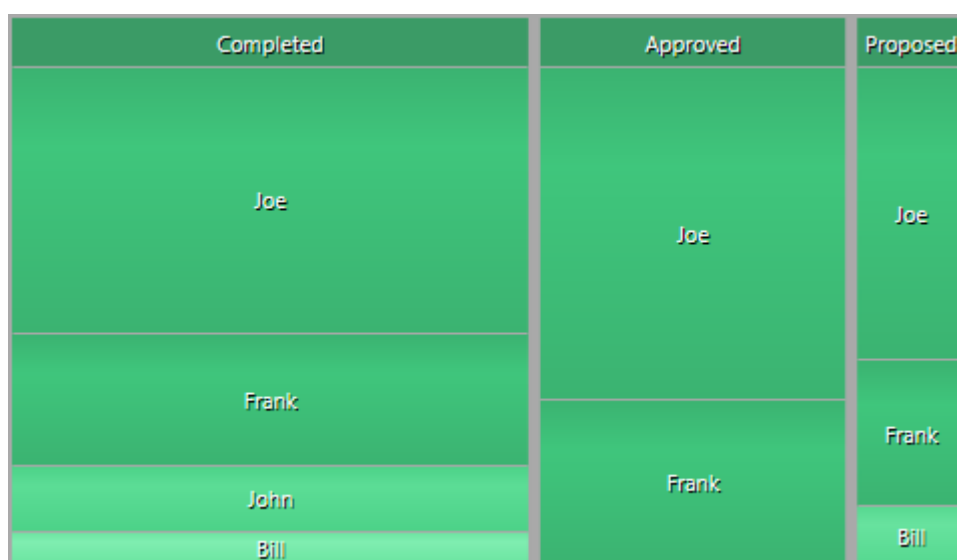 Completed
Joe
Frank
John
Bill
Approved
Joe
Frank
Proposed
Joe
Frank
Bill